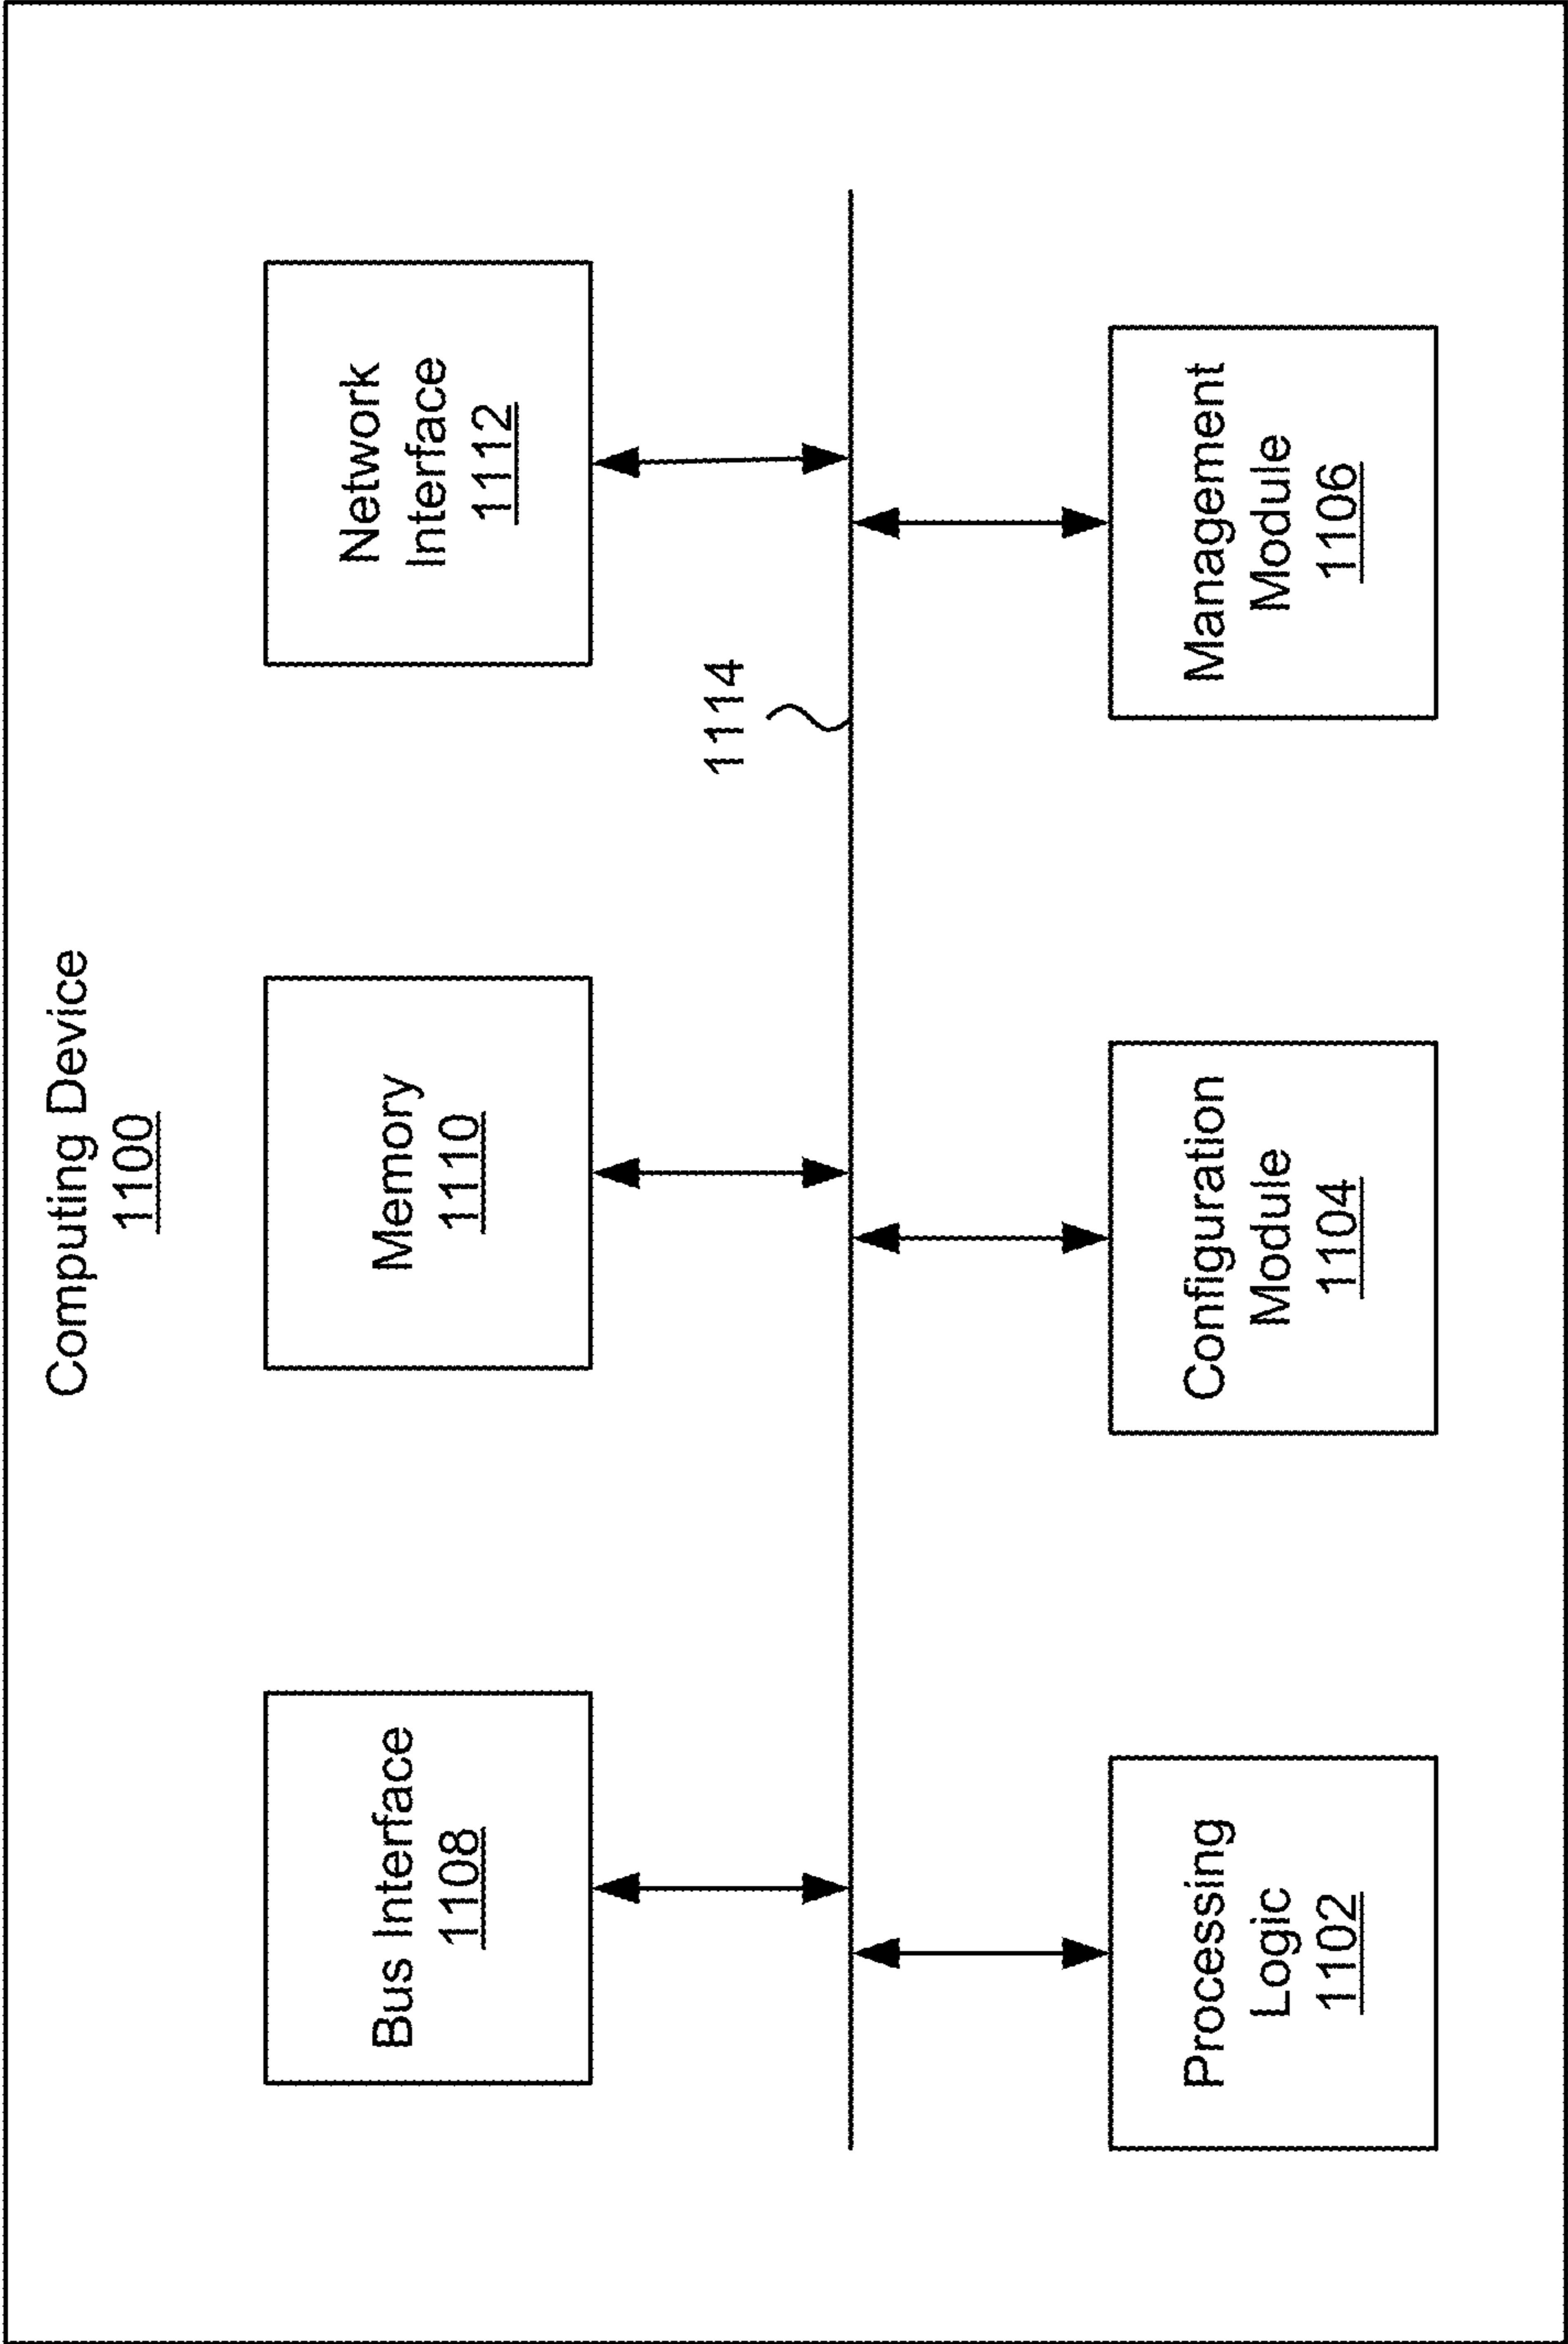 Computing Device
1100
Bus Interface
1108
Memory
1110
Network
Interface
1112
1114
Processing
Logic
1102
Configuration
Module
1104
Management
Module
1106